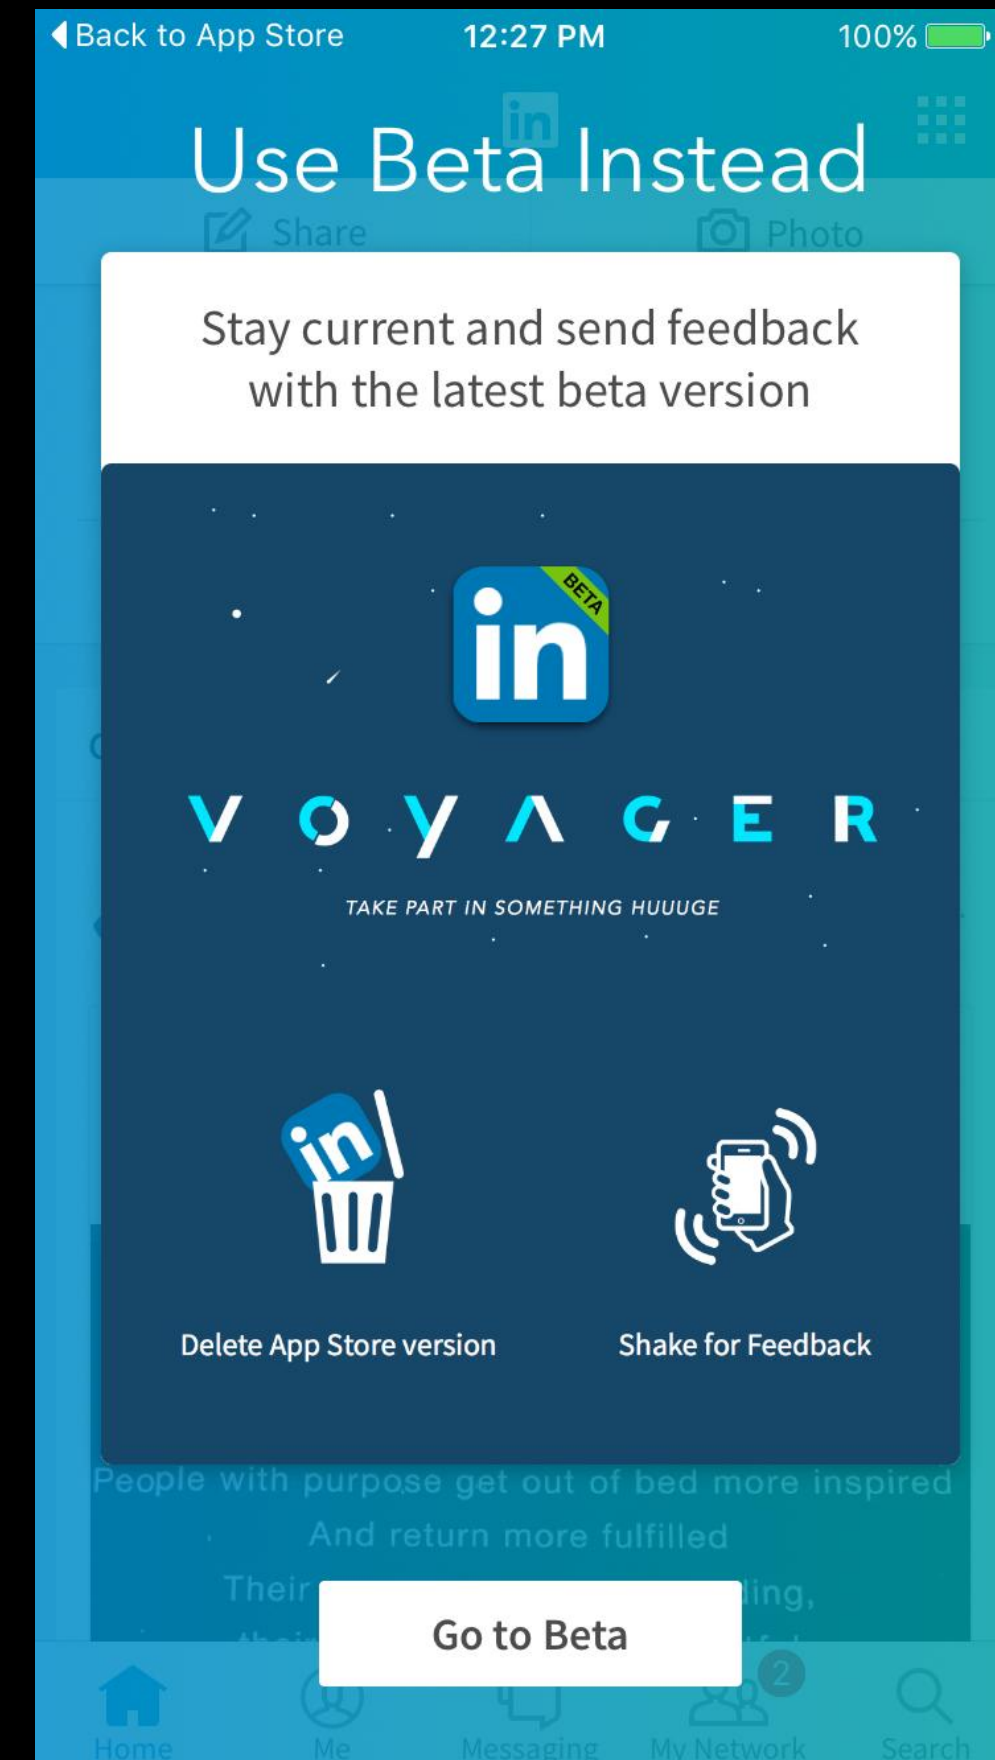 Back to App Store 12:27 PM 100%
in
Use Beta Instead
Share Photo
Stay current and send feedback
with the latest beta version
in BETA
VOYAGER
TAKE PART IN SOMETHING HUUUGE
in
Delete App Store version Shake for Feedback
People with purpose get out of bed more inspired
And return more fulfilled
Their
Go to Beta
2
Home Me Messaging My Network Search